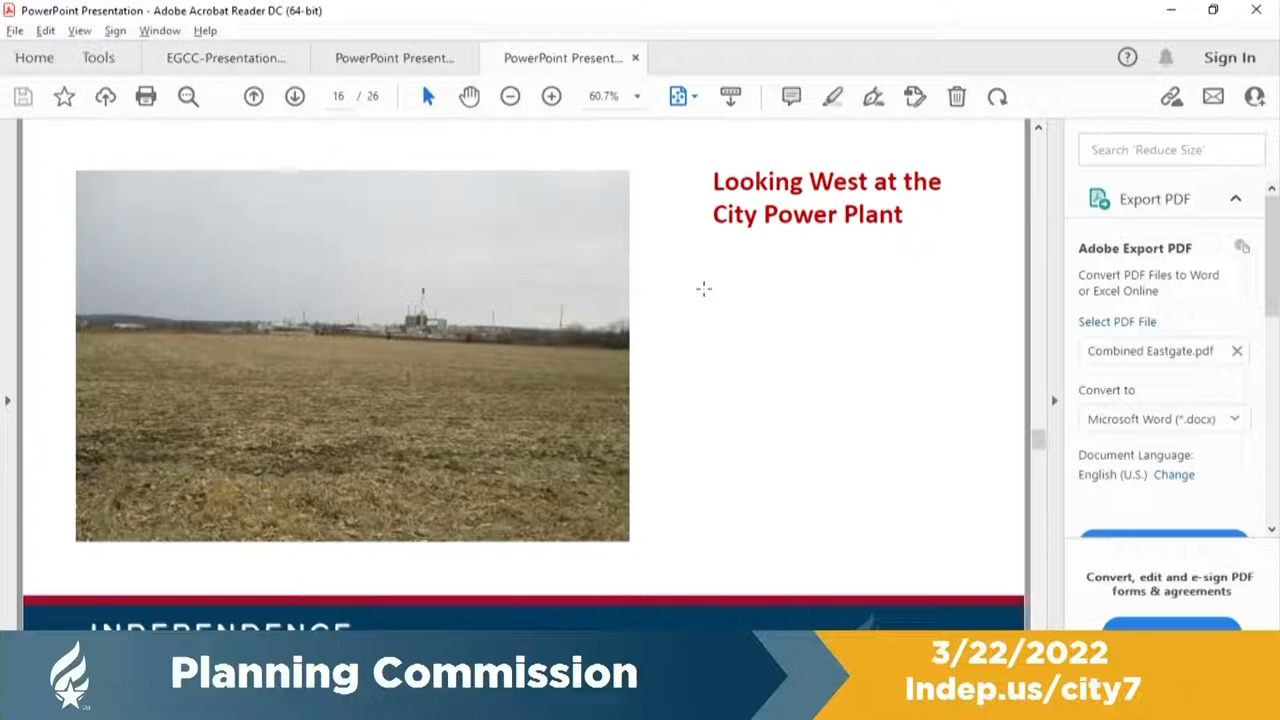 PowerPoint Presentation - Adobe Acrobat Reader DC (64-bit)
File Edit View Sign Window Help
Home Tools EGCC-Presentation... PowerPoint Present... PowerPoint Present... Sign In
16 / 26 60.7%
Looking West at the
City Power Plant
Search 'Reduce Size'
Export PDF
Adobe Export PDF
Convert PDF Files to Word
or Excel Online
Select PDF File
Combined Eastgate.pdf
Convert to
Microsoft Word (*.docx)
Document Language:
English (U.S.) Change
Convert, edit and e-sign PDF
forms & agreements
INDEPENDENCE
Planning Commission
3/22/2022
Indep.us/city7